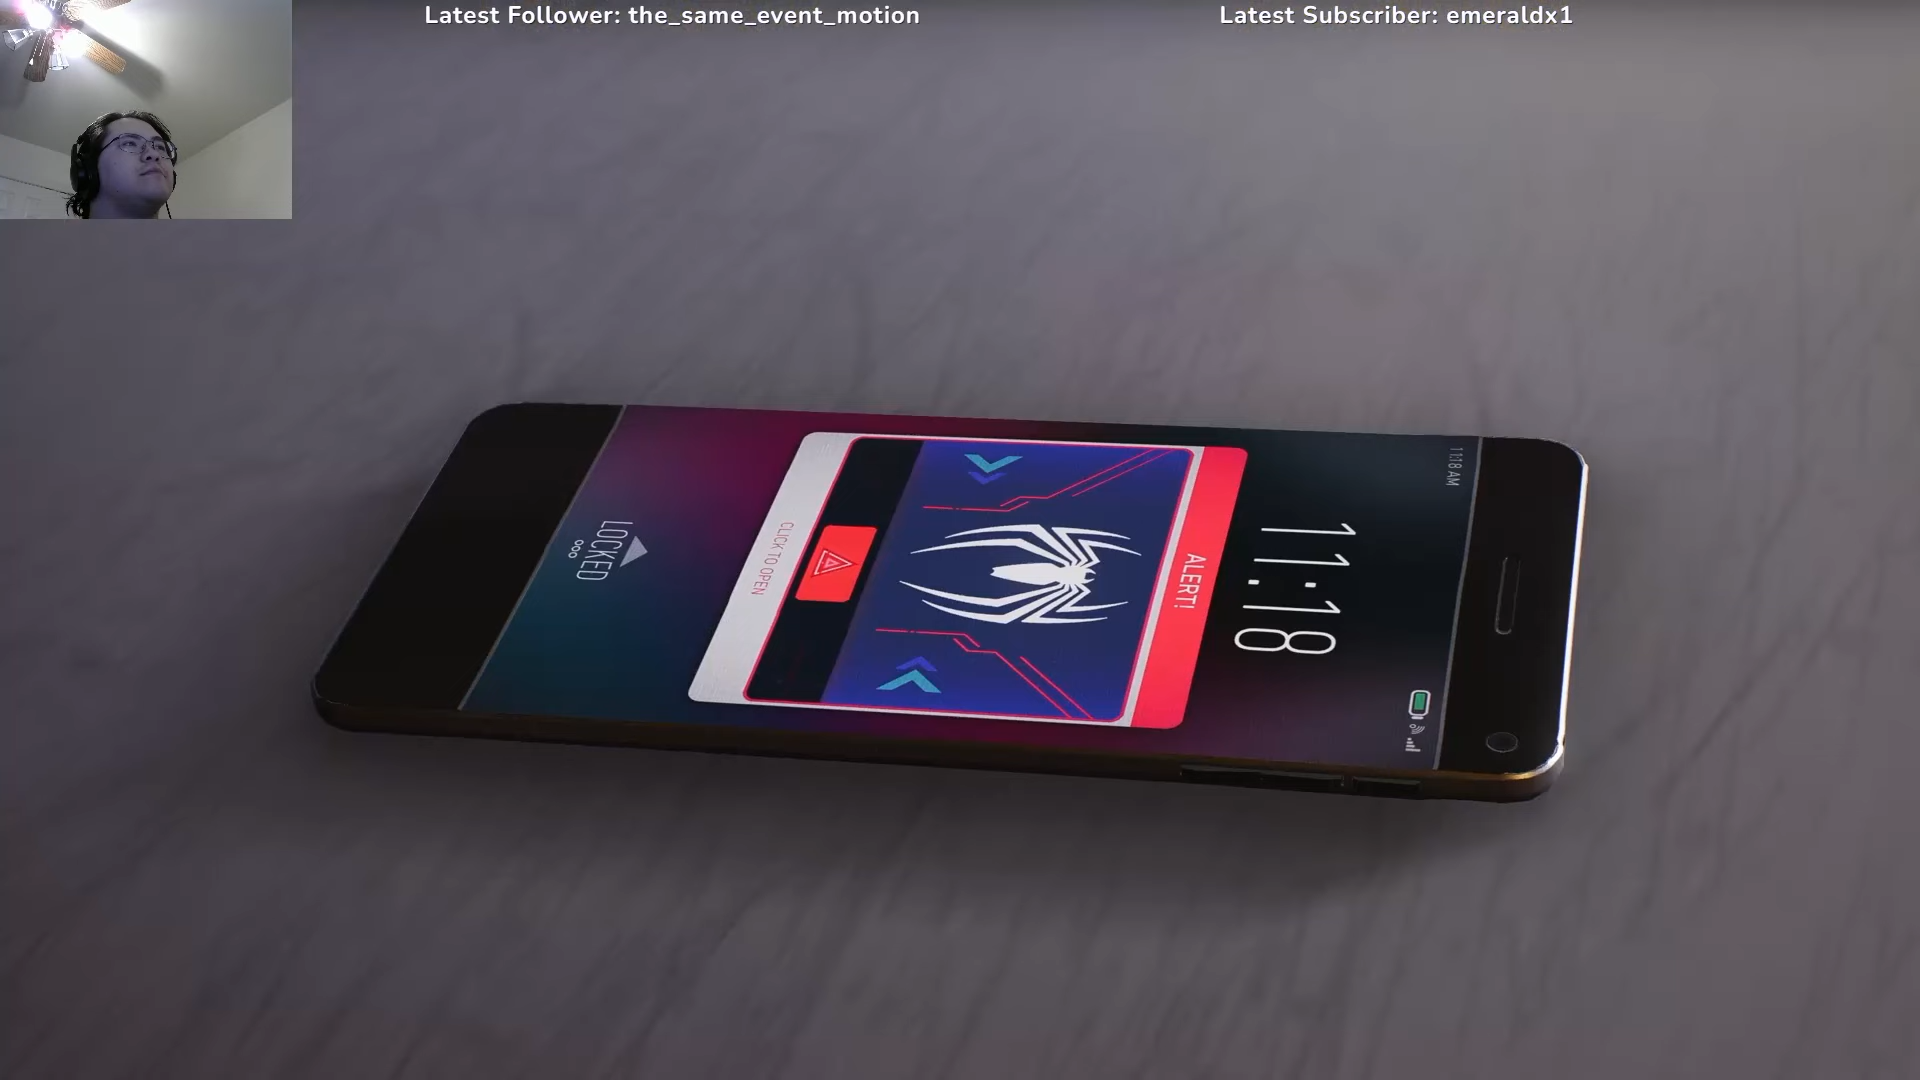 Latest Follower: the_same_event_motion
Latest Subscriber: emeraldx1
11:18 AM
11:18
ALERT!
CLICK TO OPEN
LOCKED